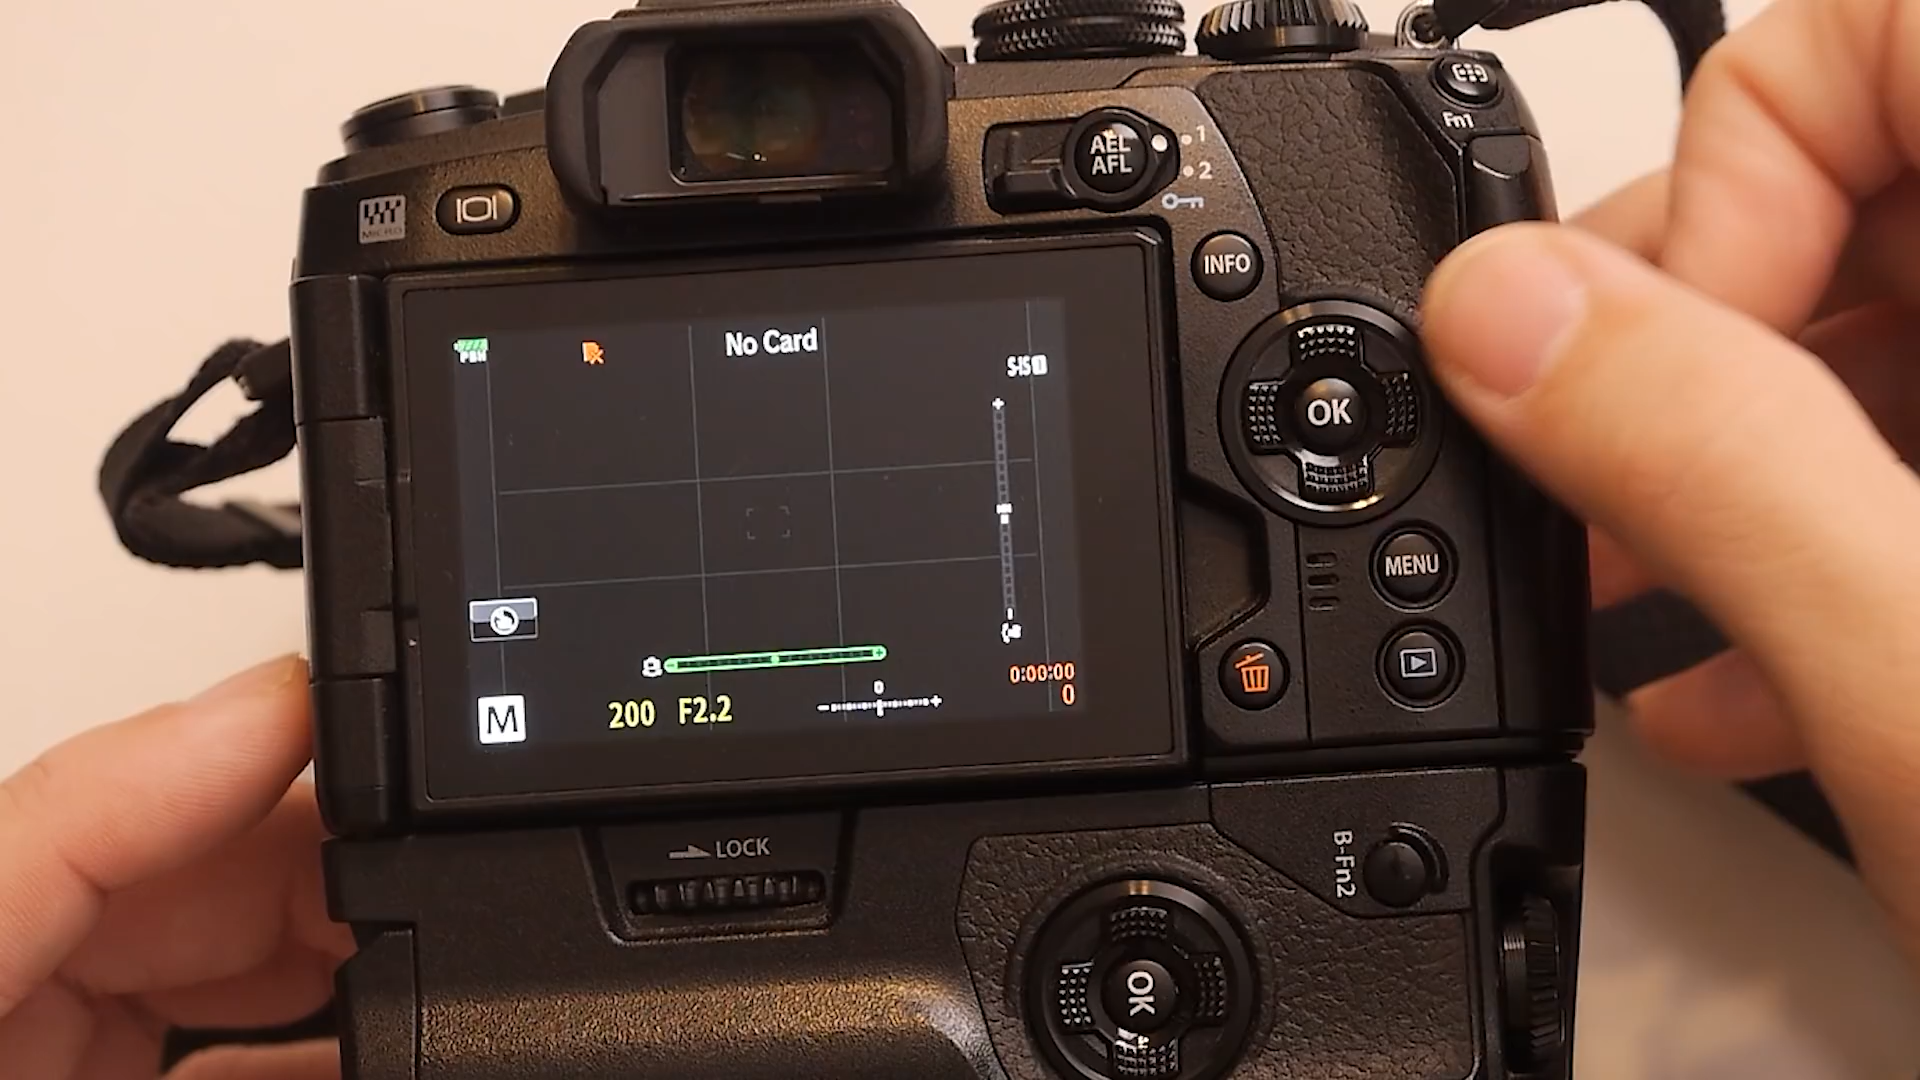 Fn1
AEL
AFL
1
2
MICRO
INFO
PBH
No Card
S-IS
OK
MENU
M
200 F2.2
0
0:00:00
0
LOCK
B-Fn2
OK